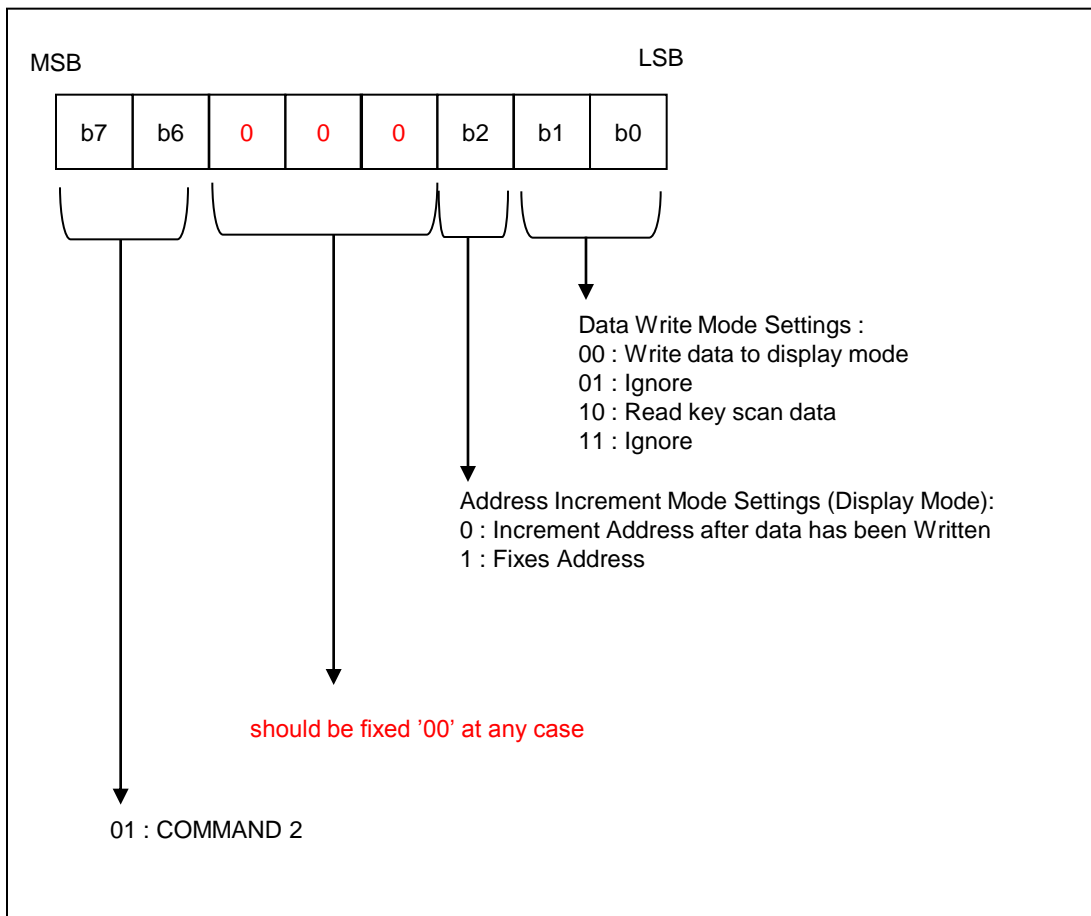 MSB
LSB
b7 b6 0 0 0 b2 b1 b0
Data Write Mode Settings :
00 : Write data to display mode
01 : Ignore
10 : Read key scan data
11 : Ignore
Address Increment Mode Settings (Display Mode):
0 : Increment Address after data has been Written
1 : Fixes Address
should be fixed ’00’ at any case
01 : COMMAND 2